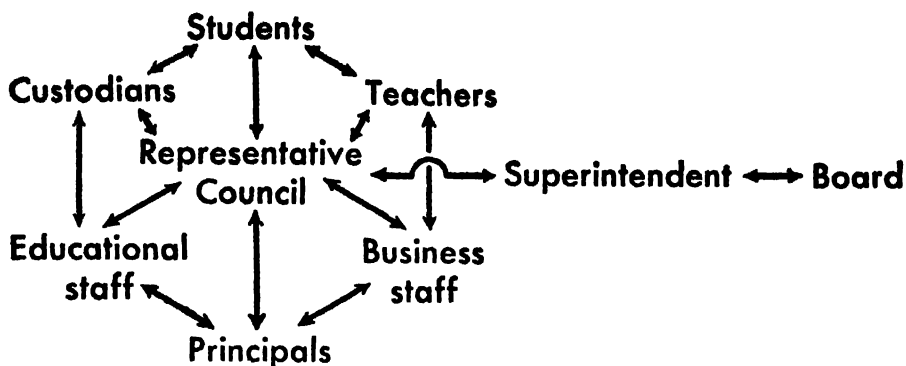 Students
Custodians
Teachers
Representative
Council
Superintendent
Board
Educational
staff
Business
staff
Principals